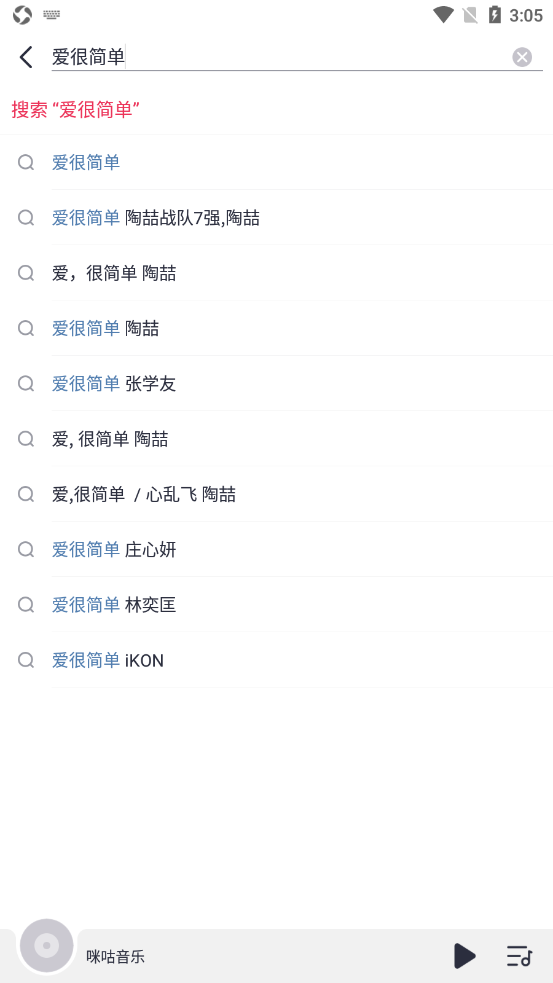 3:05
爱很简单
搜索 “爱很简单”
爱很简单
爱很简单 陶喆战队7强,陶喆
爱，很简单 陶喆
爱很简单 陶喆
爱很简单 张学友
爱, 很简单 陶喆
爱,很简单  / 心乱飞 陶喆
爱很简单 庄心妍
爱很简单 林奕匡
爱很简单 iKON
咪咕音乐